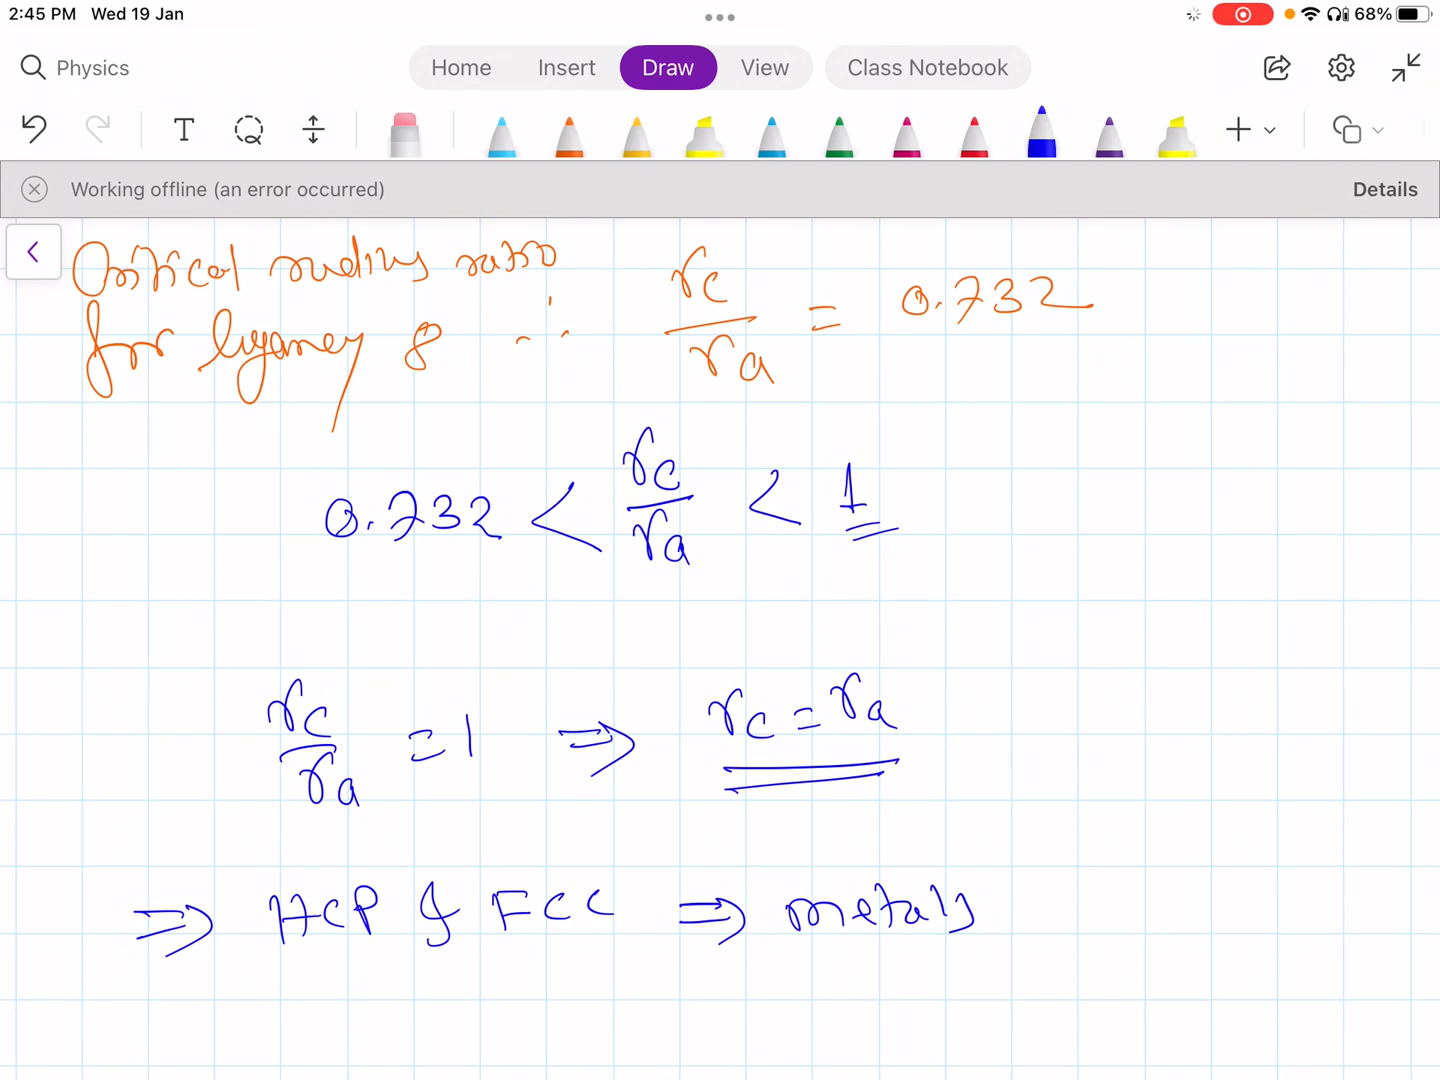 2:45 PM Wed 19 Jan 68%
Physics Home Insert Draw View Class Notebook
T
Working offline (an error occurred) Details
Critical radius ratio
for ligancy 8 ∴ rc/ra = 0.732
0.732 < rc/ra < 1
rc/ra = 1 ⇒ rc = ra
⇒ HCP & FCC ⇒ metals